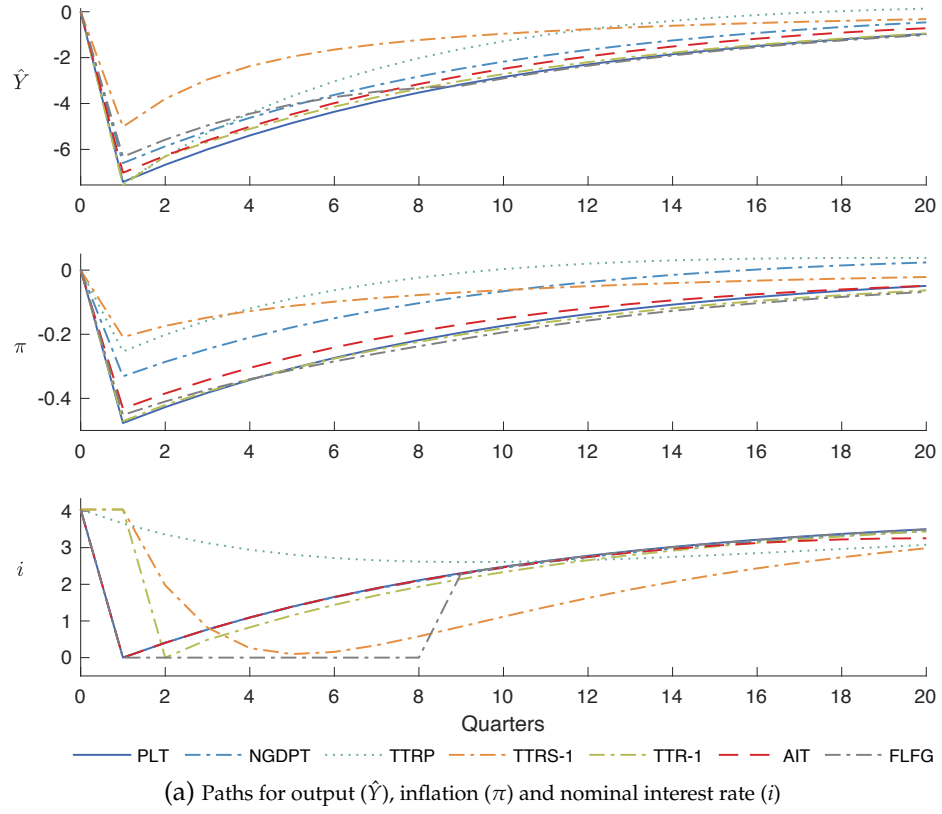 0
-2
Ŷ
-4
-6
0 2 4 6 8 10 12 14 16 18 20
0
-0.2
π
-0.4
0 2 4 6 8 10 12 14 16 18 20
4
3
i
2
1
0
0 2 4 6 8 10 12 14 16 18 20
Quarters
PLT NGDPT TTRP TTRS-1 TTR-1 AIT FLFG
(a) Paths for output (Ŷ), inflation (π) and nominal interest rate (i)